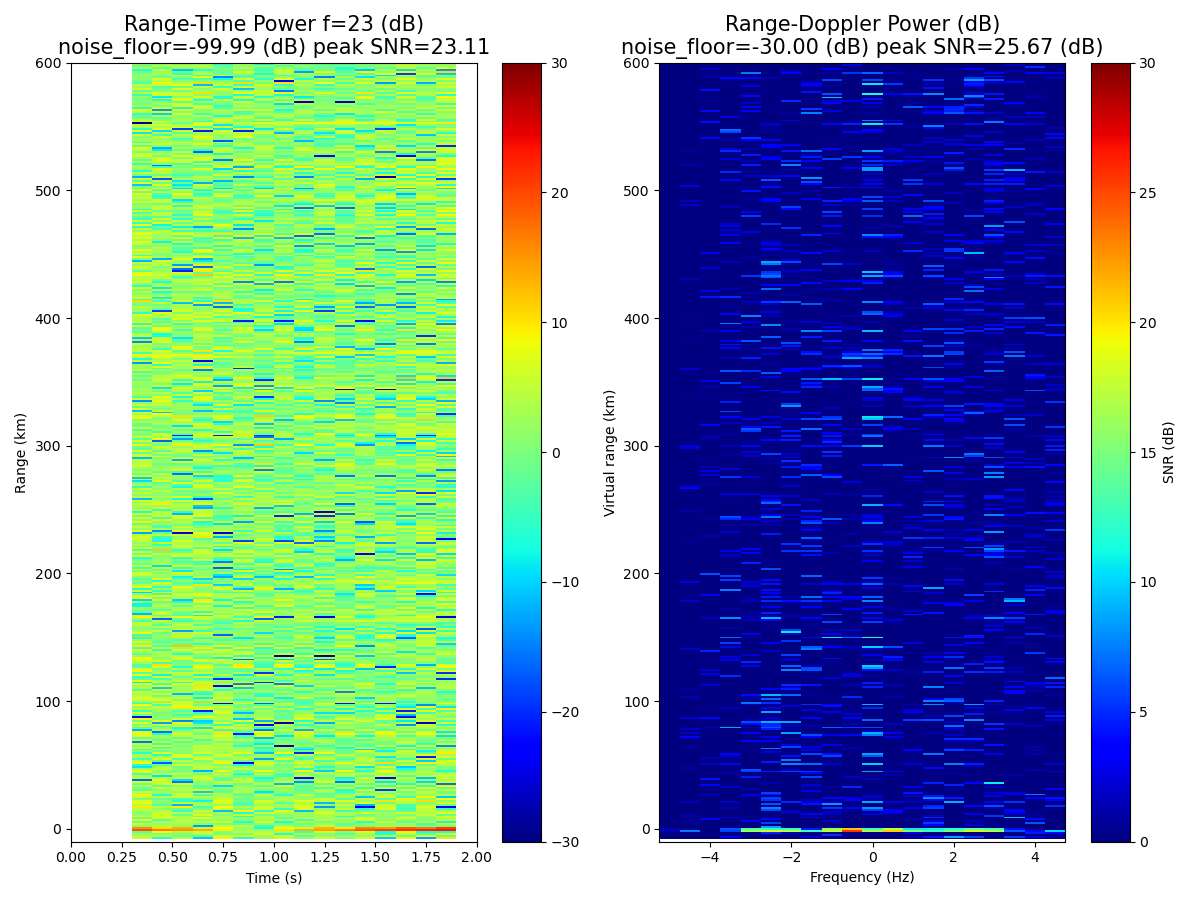 Range-Time Power f=23 (dB)
noise_floor=-99.99 (dB) peak SNR=23.11
Range (km)
600
500
400
300
200
100
0
0.00 0.25 0.50 0.75 1.00 1.25 1.50 1.75 2.00
Time (s)
30
20
10
0
−10
−20
−30
Range-Doppler Power (dB)
noise_floor=-30.00 (dB) peak SNR=25.67 (dB)
Virtual range (km)
600
500
400
300
200
100
0
−4 −2 0 2 4
Frequency (Hz)
30
25
20
15
10
5
0
SNR (dB)